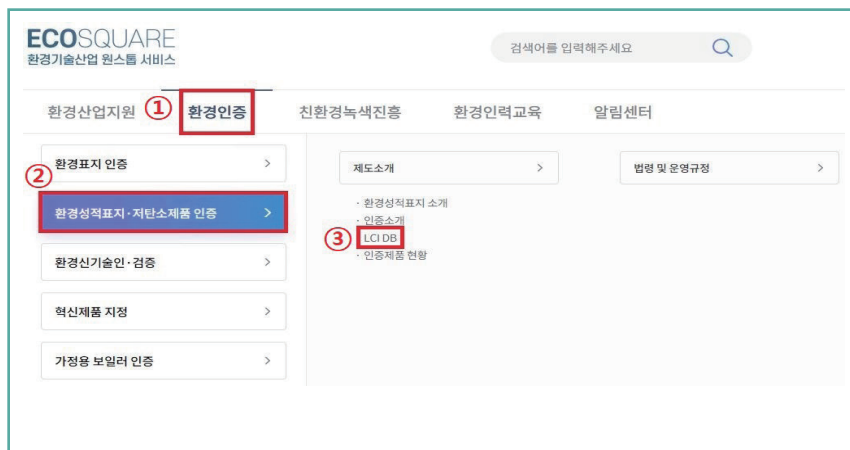 ECOSQUARE
환경기술산업 원스톱 서비스
검색어를 입력해주세요
환경산업지원 ① 환경인증 친환경녹색진흥 환경인력교육 알림센터
② 환경표지 인증 >
환경성적표지·저탄소제품 인증 >
환경신기술인·검증 >
혁신제품 지정 >
가정용 보일러 인증 >
제도소개 >
· 환경성적표지 소개
· 인증소개
③ LCI DB
· 인증제품 현황
법령 및 운영규정 >